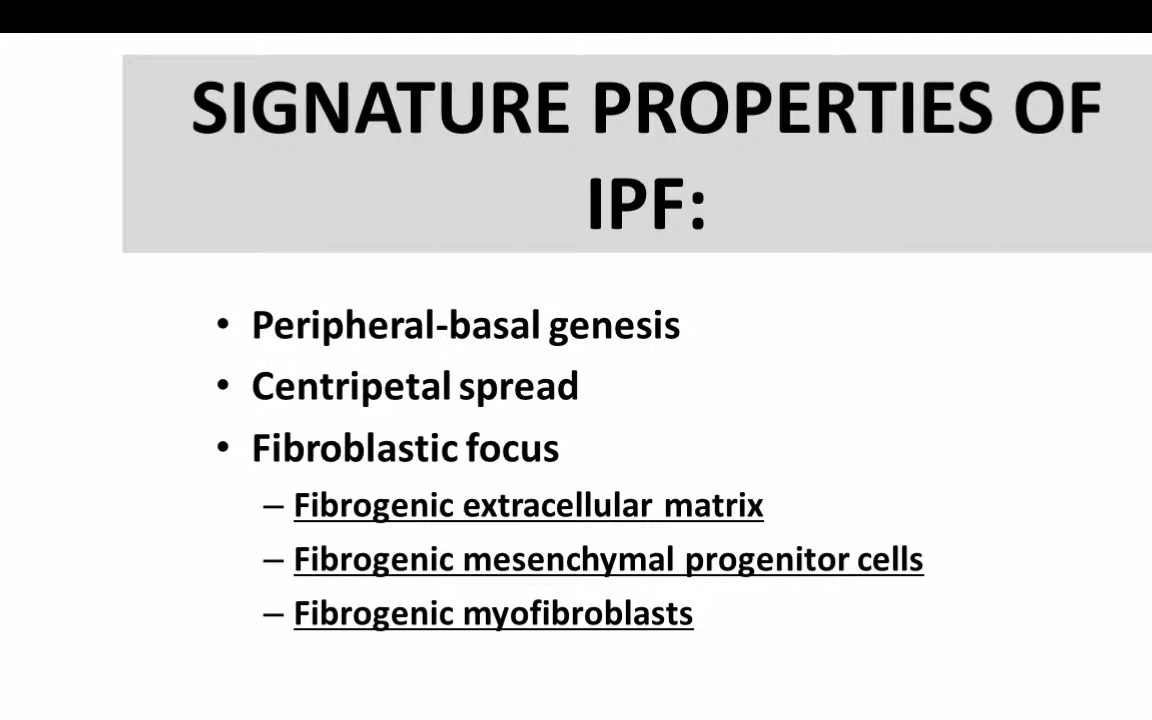 SIGNATURE PROPERTIES OF
IPF:
• Peripheral-basal genesis
• Centripetal spread
• Fibroblastic focus
– Fibrogenic extracellular matrix
– Fibrogenic mesenchymal progenitor cells
– Fibrogenic myofibroblasts